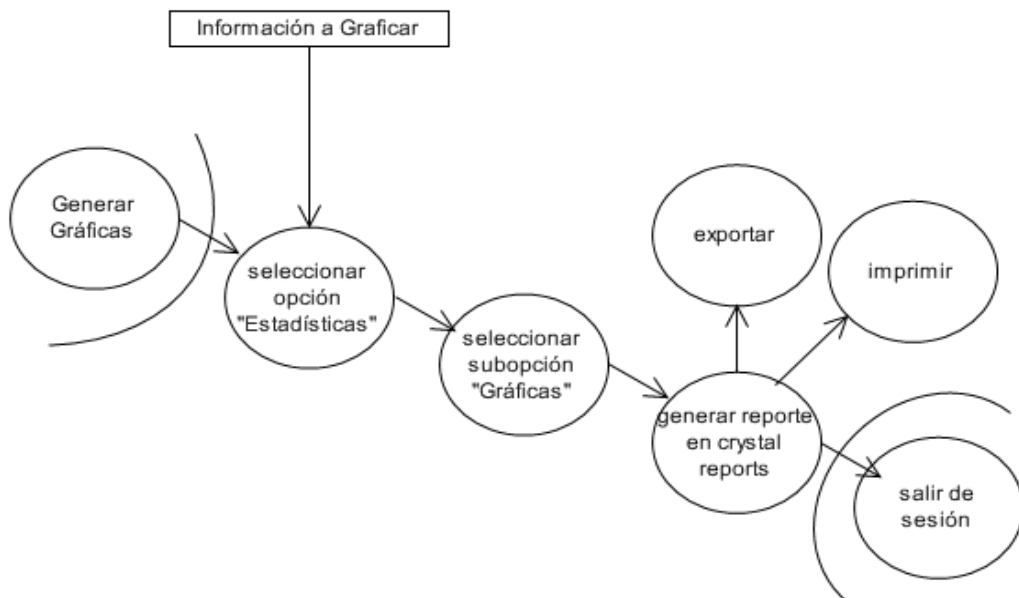 Información a Graficar
Generar
Gráficas
seleccionar
opción
"Estadísticas"
seleccionar
subopción
"Gráficas"
exportar
imprimir
generar reporte
en crystal
reports
salir de
sesión